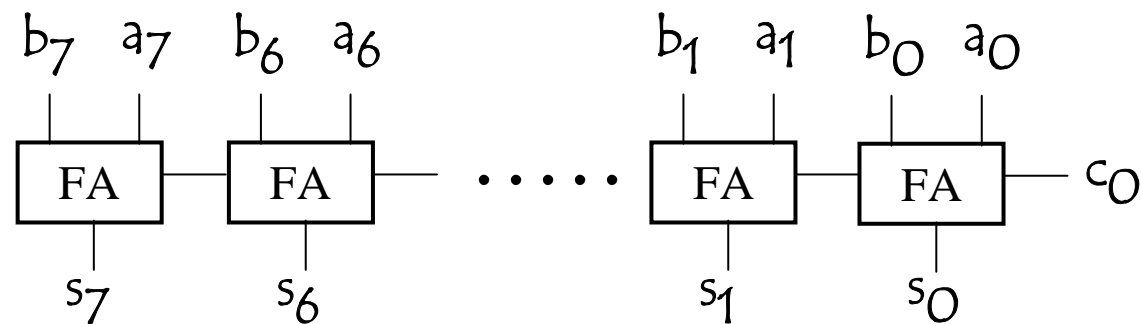 b7 a7 b6 a6 b1 a1 b0 a0
FA FA ..... FA FA c0
s7 s6 s1 s0